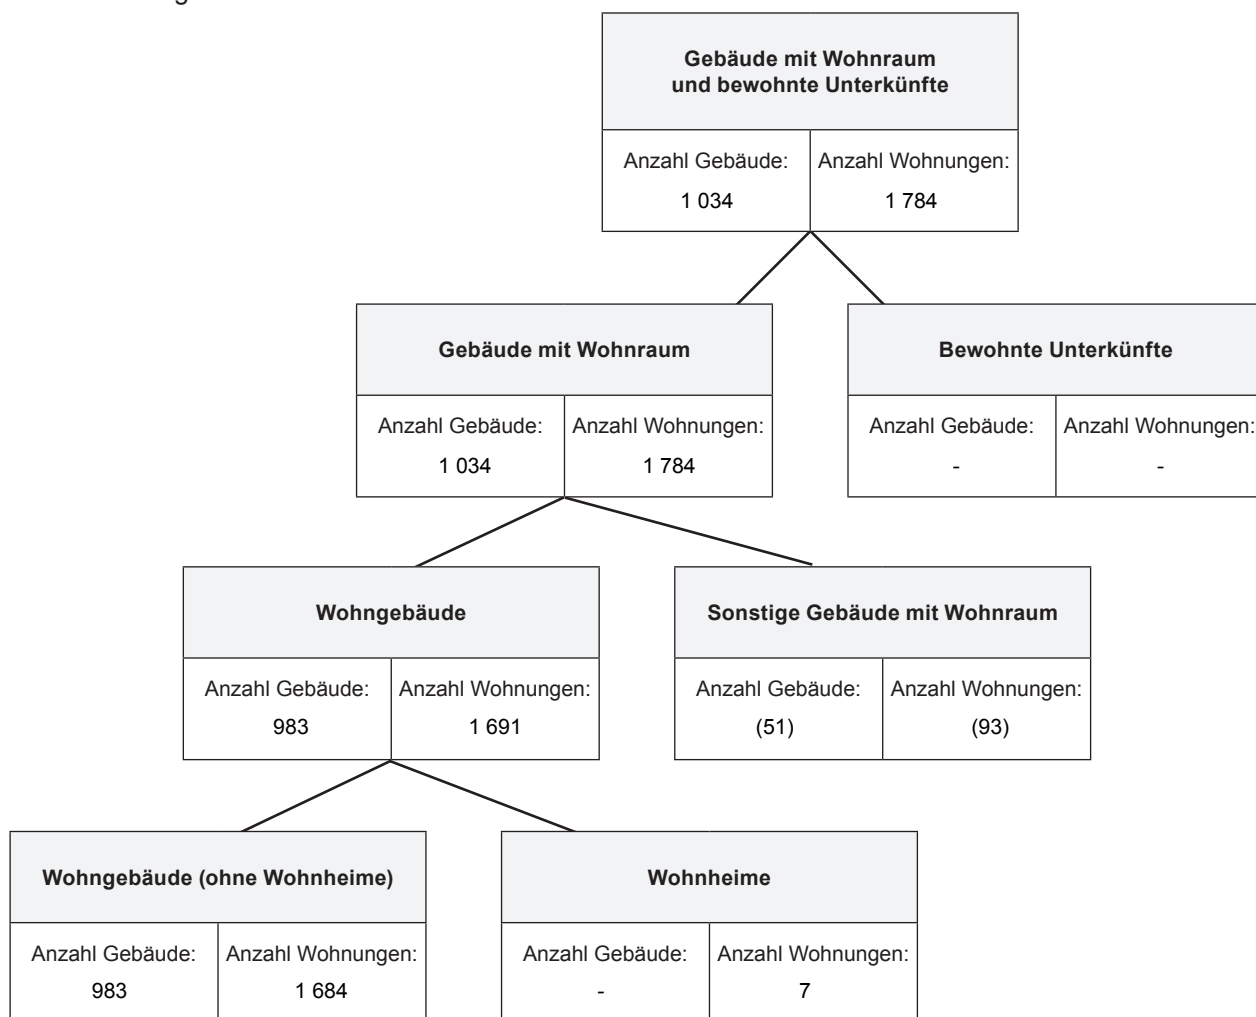 Gebäude mit Wohnraum
und bewohnte Unterkünfte
Anzahl Gebäude: Anzahl Wohnungen:
1 034 1 784
Gebäude mit Wohnraum
Anzahl Gebäude: Anzahl Wohnungen:
1 034 1 784
Bewohnte Unterkünfte
Anzahl Gebäude: Anzahl Wohnungen:
- -
Wohngebäude
Anzahl Gebäude: Anzahl Wohnungen:
983 1 691
Sonstige Gebäude mit Wohnraum
Anzahl Gebäude: Anzahl Wohnungen:
(51) (93)
Wohngebäude (ohne Wohnheime)
Anzahl Gebäude: Anzahl Wohnungen:
983 1 684
Wohnheime
Anzahl Gebäude: Anzahl Wohnungen:
- 7